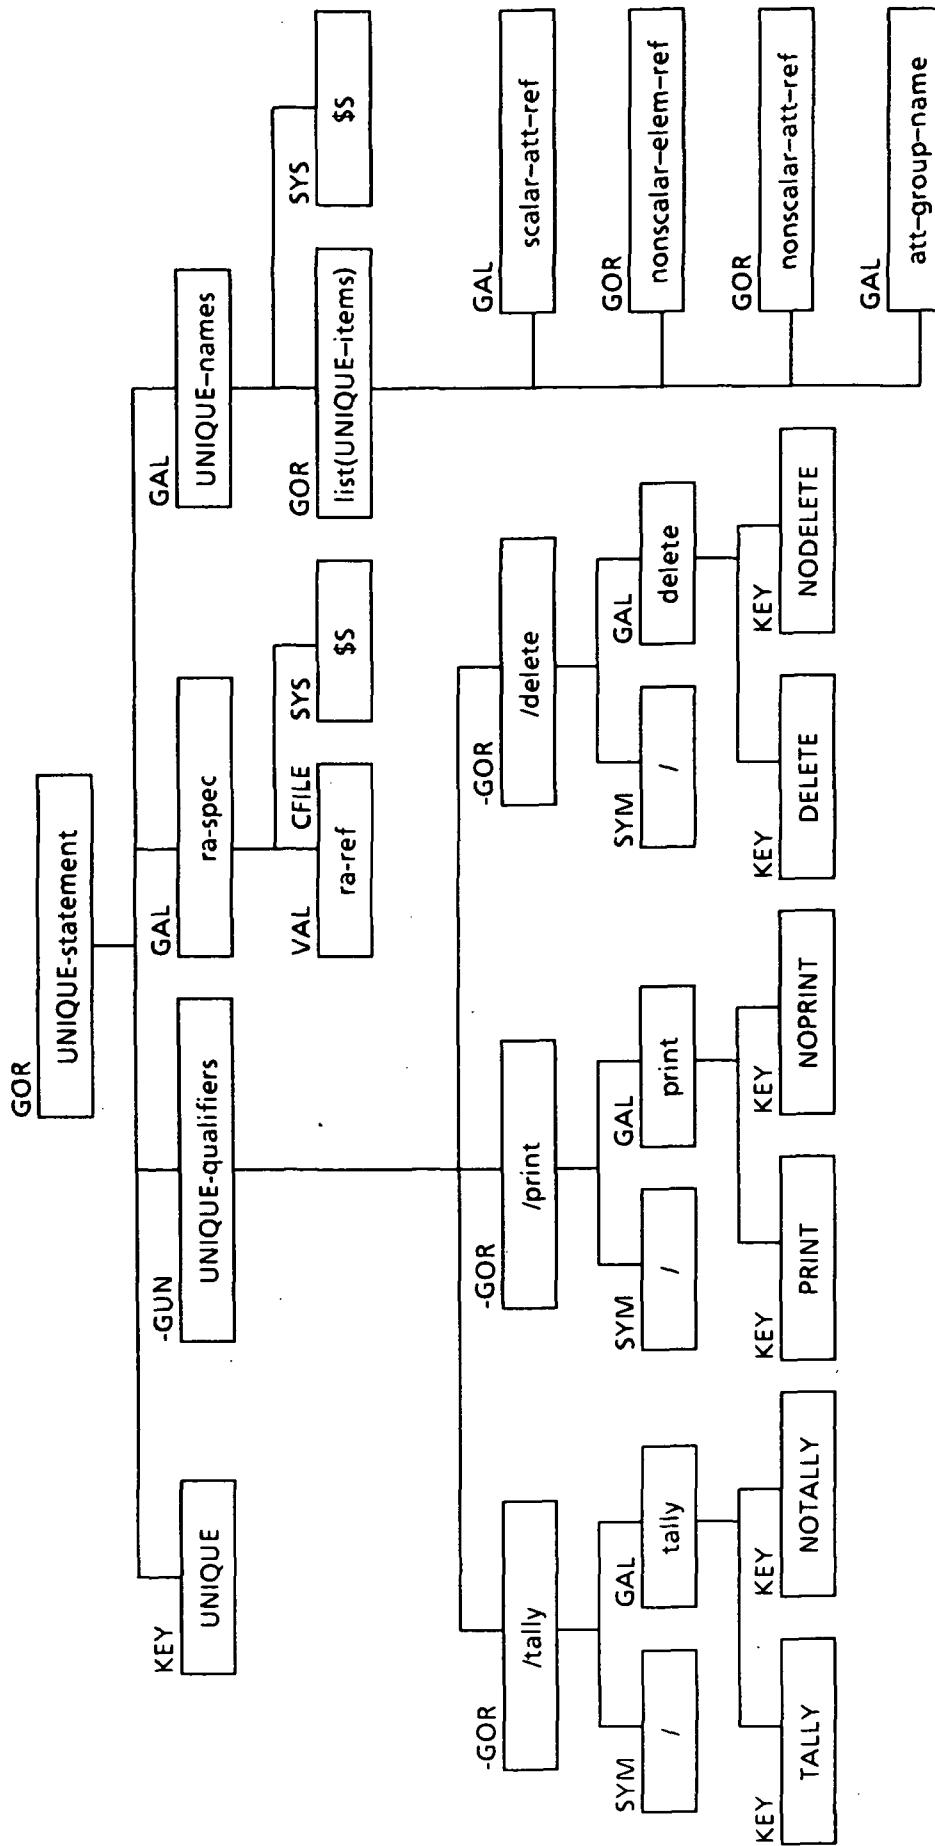 GOR
UNIQUE-statement
KEY
UNIQUE
-GUN
UNIQUE-qualifiers
GAL
ra-spec
GAL
UNIQUE-names
VAL
CFILE
ra-ref
SYS
$S
GOR
list(UNIQUE-items)
SYS
$S
-GOR
/tally
-GOR
/print
-GOR
/delete
GAL
scalar-att-ref
SYM
/
GAL
tally
SYM
/
GAL
print
SYM
/
GAL
delete
GOR
nonscalar-elem-ref
KEY
TALLY
KEY
NOTALLY
KEY
PRINT
KEY
NOPRINT
KEY
DELETE
KEY
NODELETE
GOR
nonscalar-att-ref
GAL
att-group-name